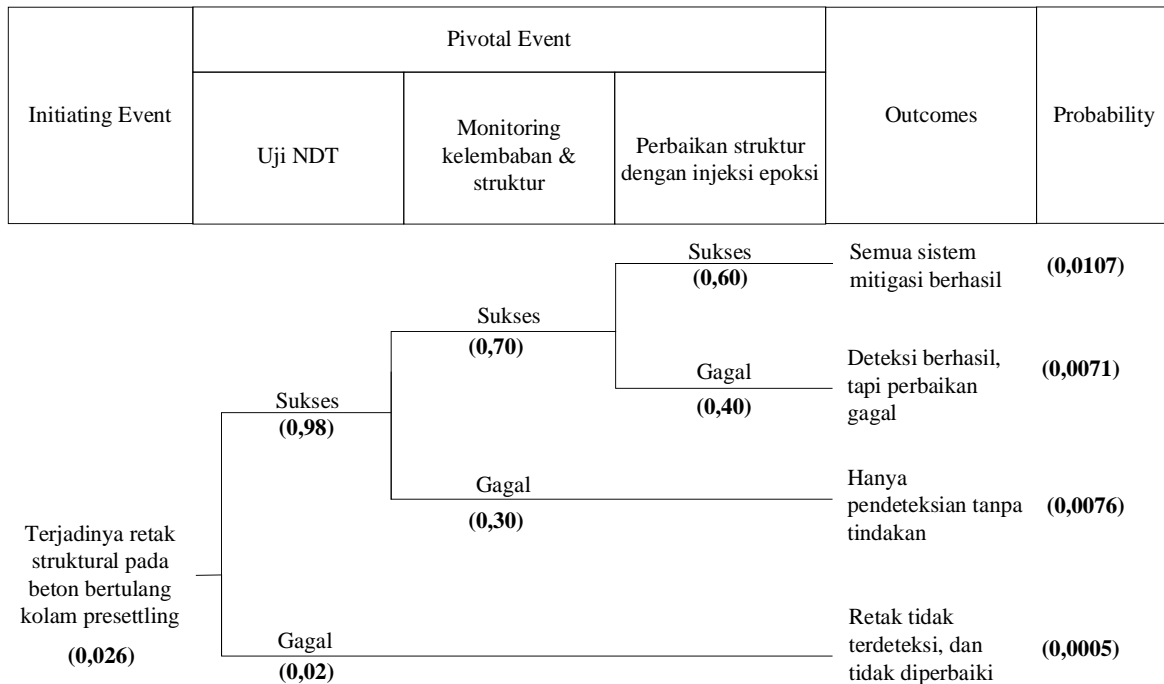 Pivotal Event
Initiating Event
Outcomes
Probability
Uji NDT
Monitoring
kelembaban &
struktur
Perbaikan struktur
dengan injeksi epoksi
Sukses
(0,60)
Semua sistem
mitigasi berhasil
(0,0107)
Sukses
(0,70)
Gagal
(0,40)
Deteksi berhasil,
tapi perbaikan
gagal
(0,0071)
Sukses
(0,98)
Gagal
(0,30)
Hanya
pendeteksian tanpa
tindakan
(0,0076)
Terjadinya retak
struktural pada
beton bertulang
kolam presettling
(0,026)
Gagal
(0,02)
Retak tidak
terdeteksi, dan
tidak diperbaiki
(0,0005)